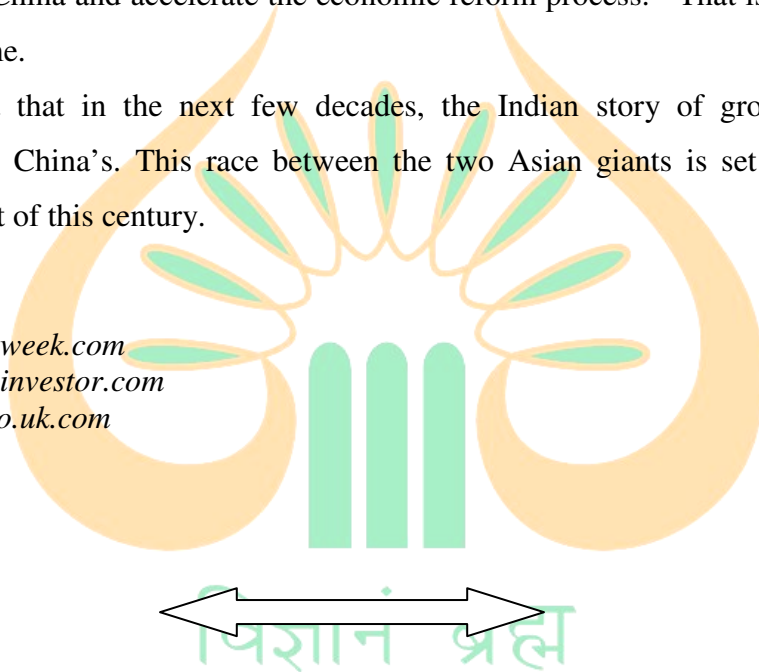 China and accelerate the economic reform process. That is
ne.
that in the next few decades, the Indian story of gro
China's. This race between the two Asian giants is set
t of this century.
week.com
investor.com
o.uk.com
विज्ञानं ब्रह्म